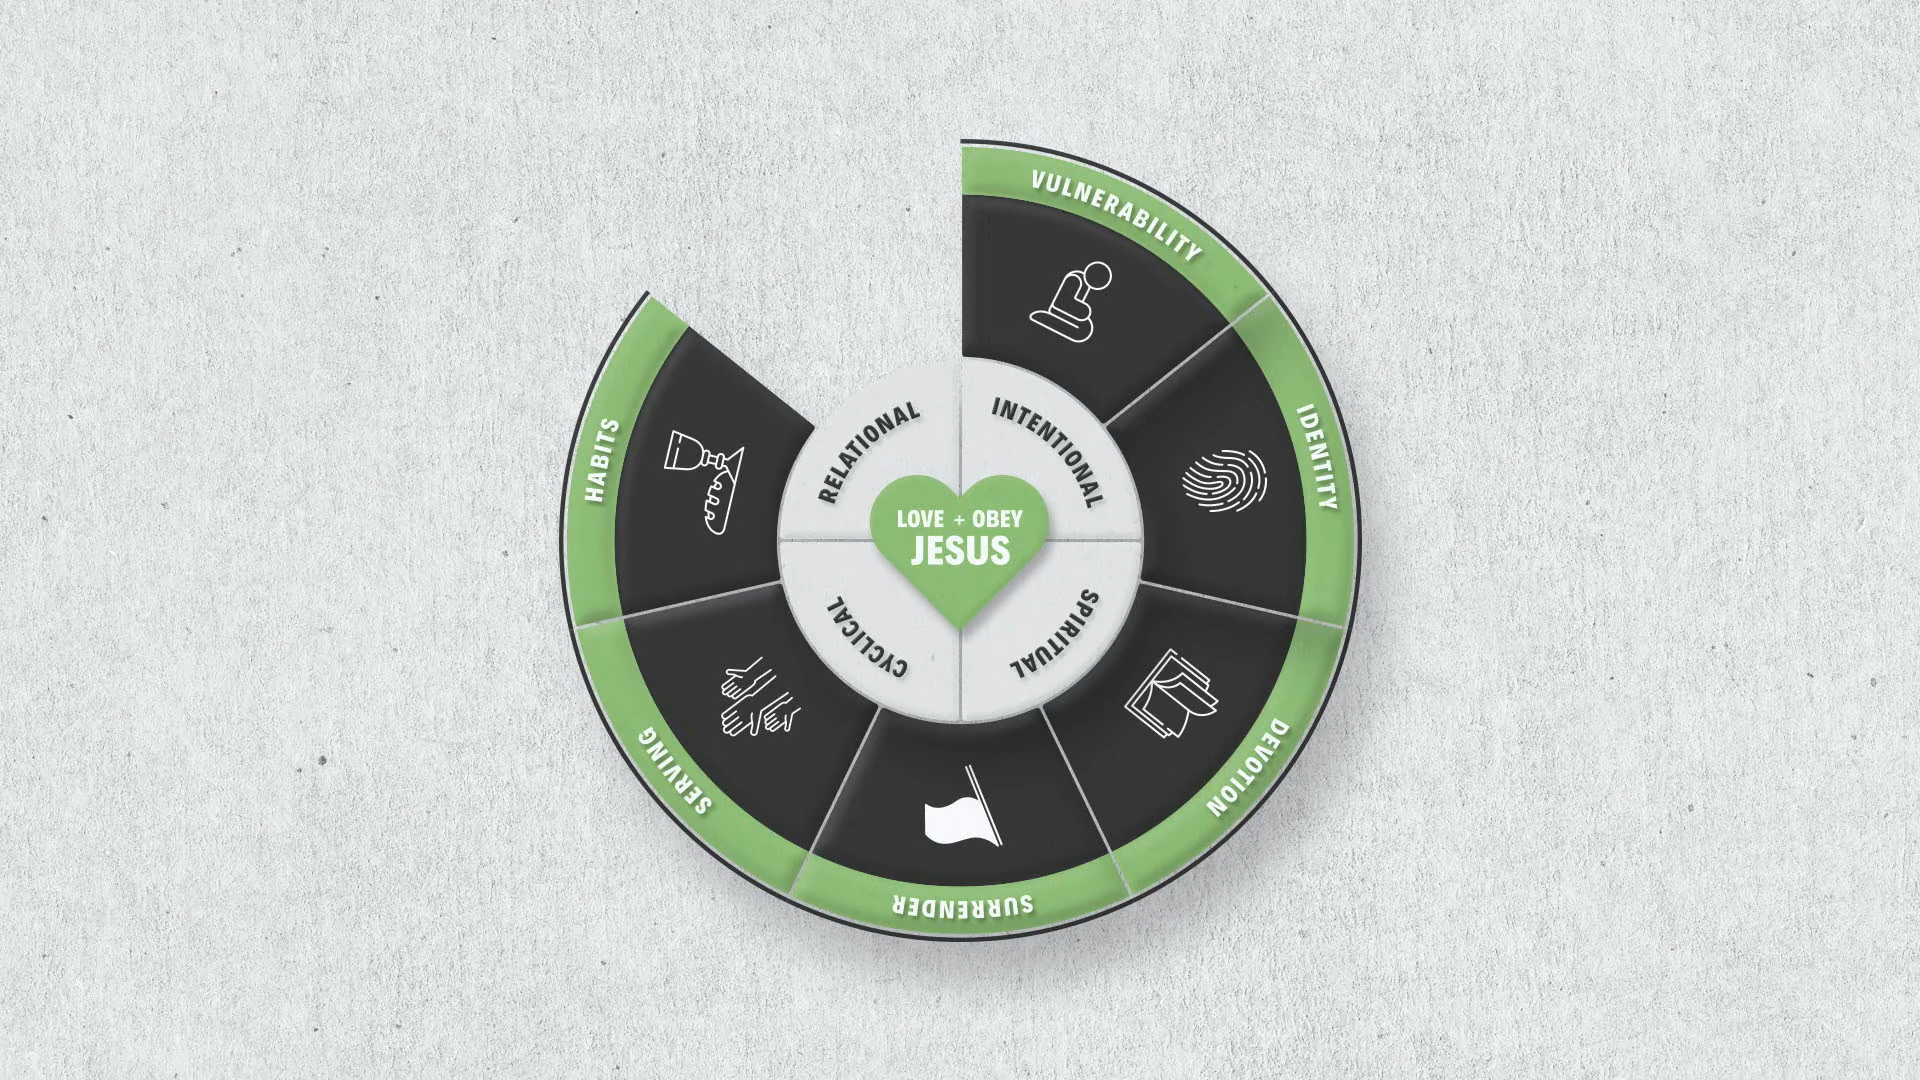 VULNERABILITY
IDENTITY
DEVOTION
SURRENDER
SERVING
HABITS
RELATIONAL
INTENTIONAL
SPIRITUAL
CYCLICAL
LOVE + OBEY
JESUS